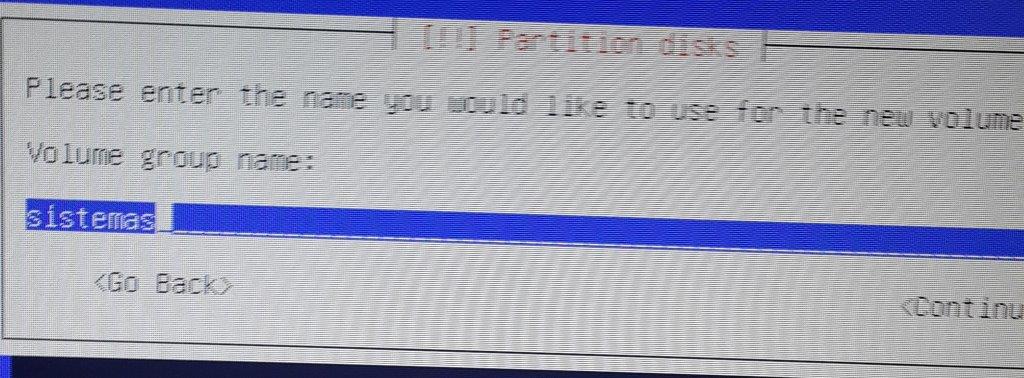 [!!] Partition disks
Please enter the name you would like to use for the new volume
Volume group name:
sistemas
<Go Back>
<Continu